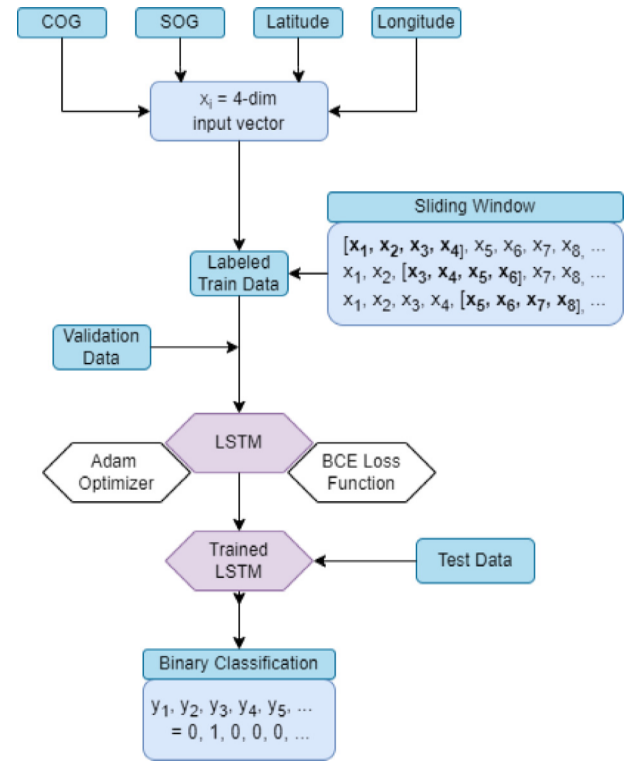 COG
SOG
Latitude
Longitude
xᵢ = 4-dim
input vector
Sliding Window
[x₁, x₂, x₃, x₄], x₅, x₆, x₇, x₈, ...
x₁, x₂, [x₃, x₄, x₅, x₆], x₇, x₈, ...
x₁, x₂, x₃, x₄, [x₅, x₆, x₇, x₈], ...
Labeled
Train Data
Validation
Data
LSTM
Adam
Optimizer
BCE Loss
Function
Trained
LSTM
Test Data
Binary Classification
y₁, y₂, y₃, y₄, y₅, ...
= 0, 1, 0, 0, 0, ...